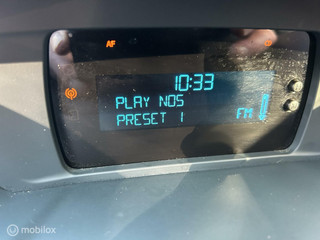 AF
10:33
PLAY NOS
PRESET 1 FM
© mobilox